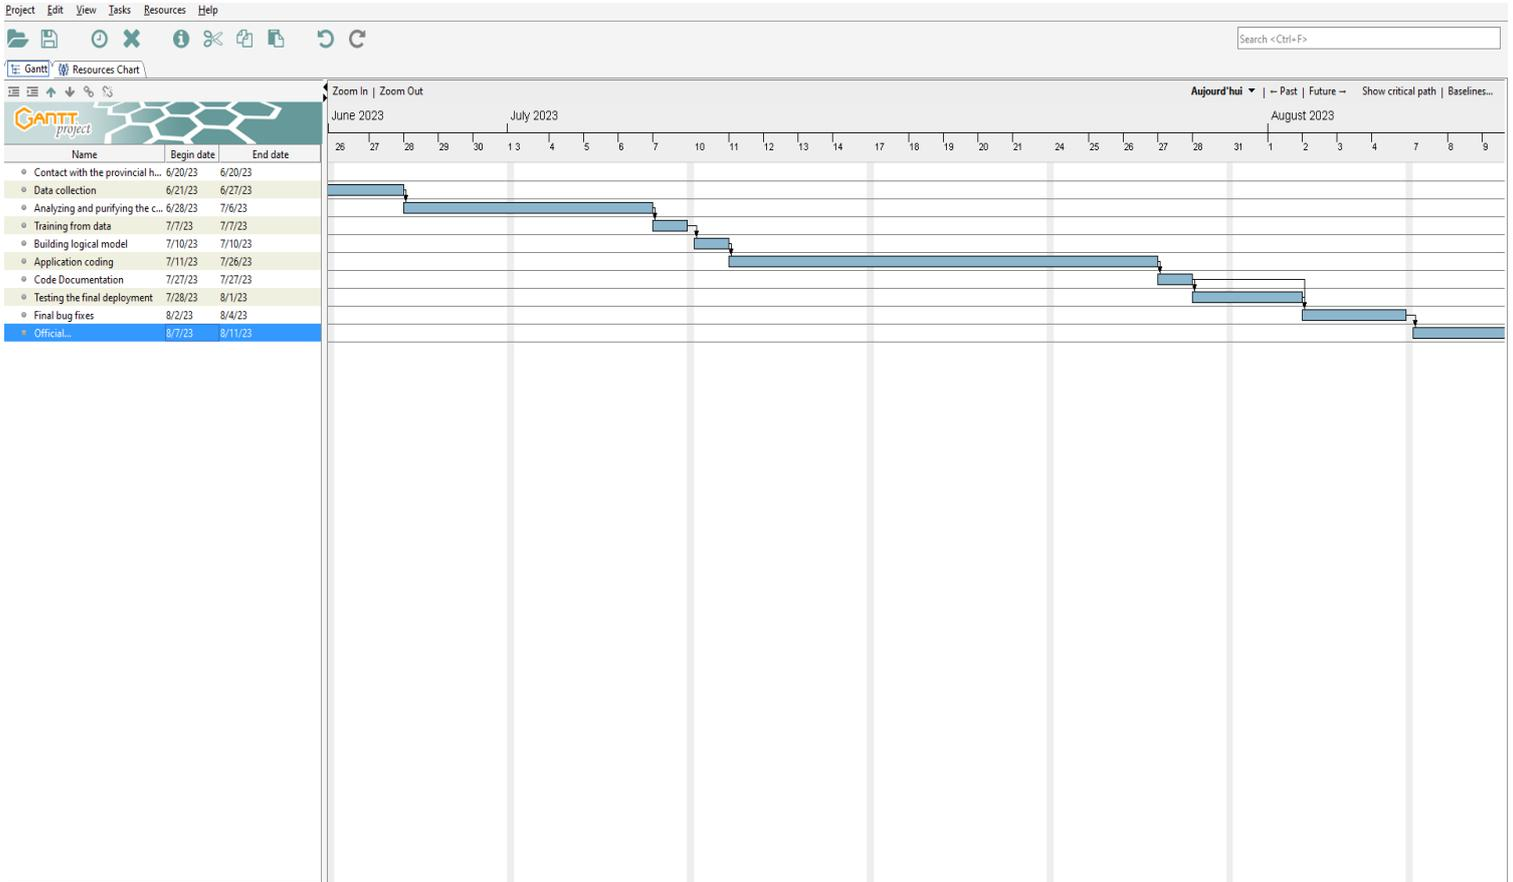 Project Edit View Tasks Resources Help
Search <Ctrl+F>
Gantt Resources Chart
Zoom In | Zoom Out Aujourd'hui | ←Past | Future→ Show critical path | Baselines...
GANTT project
June 2023 July 2023 August 2023
26 27 28 29 30 1 3 4 5 6 7 10 11 12 13 14 17 18 19 20 21 24 25 26 27 28 31 1 2 3 4 7 8 9
Name Begin date End date
Contact with the provincial h... 6/20/23 6/20/23
Data collection 6/21/23 6/27/23
Analyzing and purifying the c... 6/28/23 7/6/23
Training from data 7/7/23 7/7/23
Building logical model 7/10/23 7/10/23
Application coding 7/11/23 7/26/23
Code Documentation 7/27/23 7/27/23
Testing the final deployment 7/28/23 8/1/23
Final bug fixes 8/2/23 8/4/23
Official... 8/7/23 8/11/23